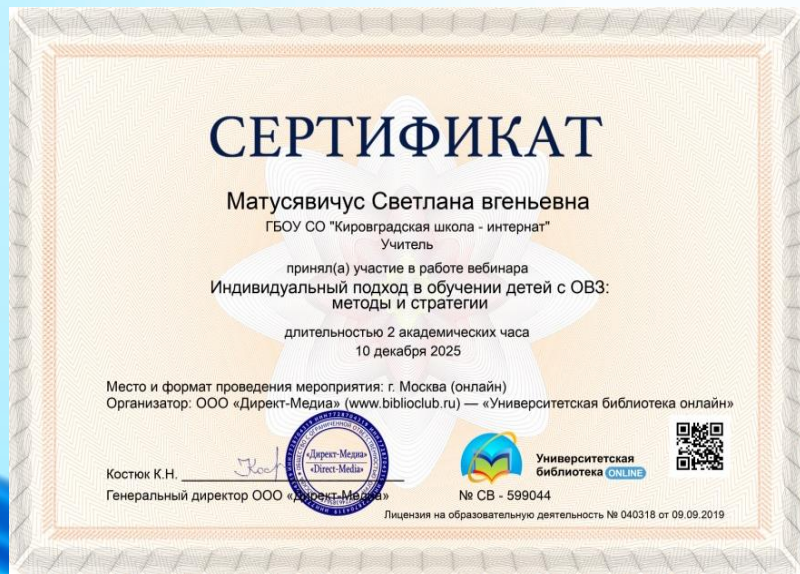 СЕРТИФИКАТ
Матусявичус Светлана вгеньевна
ГБОУ СО "Кировградская школа - интернат"
Учитель
принял(а) участие в работе вебинара
Индивидуальный подход в обучении детей с ОВЗ:
методы и стратегии
длительностью 2 академических часа
10 декабря 2025
Место и формат проведения мероприятия: г. Москва (онлайн)
Организатор: ООО «Директ-Медиа» (www.biblioclub.ru) — «Университетская библиотека онлайн»
Костюк К.Н.
«Директ-Медиа»
«Direct-Media»
Университетская
библиотека ONLINE
Генеральный директор ООО «Директ-Медиа»
№ СВ - 599044
Лицензия на образовательную деятельность № 040318 от 09.09.2019